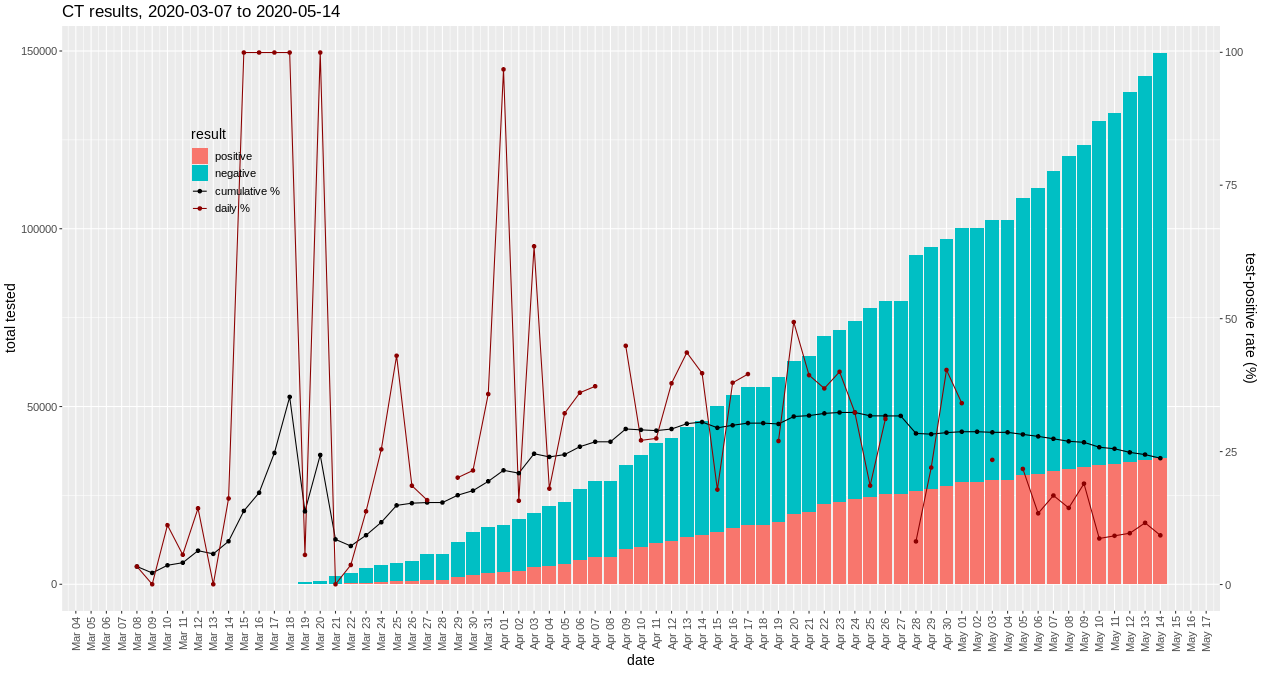 CT results, 2020-03-07 to 2020-05-14
150000
100000
50000
0
total tested
result
positive
negative
cumulative %
daily %
100
75
50
25
0
test-positive rate (%)
Mar 04
Mar 05
Mar 06
Mar 07
Mar 08
Mar 09
Mar 10
Mar 11
Mar 12
Mar 13
Mar 14
Mar 15
Mar 16
Mar 17
Mar 18
Mar 19
Mar 20
Mar 21
Mar 22
Mar 23
Mar 24
Mar 25
Mar 26
Mar 27
Mar 28
Mar 29
Mar 30
Mar 31
Apr 01
Apr 02
Apr 03
Apr 04
Apr 05
Apr 06
Apr 07
Apr 08
Apr 09
Apr 10
Apr 11
Apr 12
Apr 13
Apr 14
Apr 15
Apr 16
Apr 17
Apr 18
Apr 19
Apr 20
Apr 21
Apr 22
Apr 23
Apr 24
Apr 25
Apr 26
Apr 27
Apr 28
Apr 29
Apr 30
May 01
May 02
May 03
May 04
May 05
May 06
May 07
May 08
May 09
May 10
May 11
May 12
May 13
May 14
May 15
May 16
May 17
date